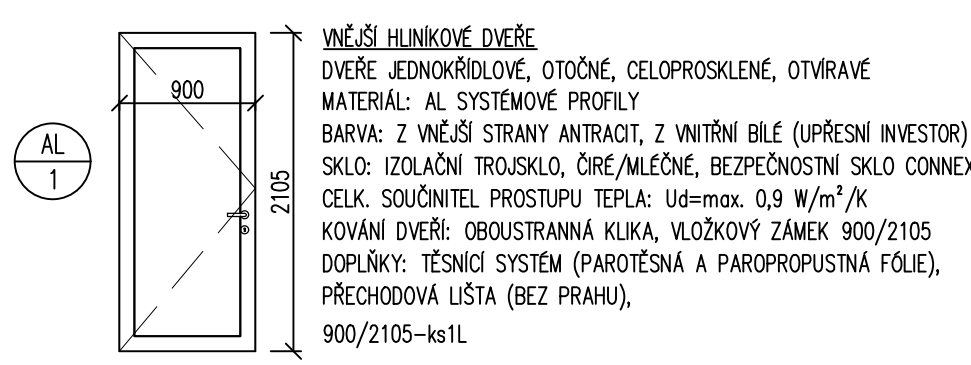 VNĚJŠÍ HLINÍKOVÉ DVEŘE
DVEŘE JEDNOKŘÍDLOVÉ, OTOČNÉ, CELOPROSKLENÉ, OTVÍRAVÉ
MATERIÁL: AL SYSTÉMOVÉ PROFILY
BARVA: Z VNĚJŠÍ STRANY ANTRACIT, Z VNITŘNÍ BÍLÉ (UPŘESNÍ INVESTOR)
SKLO: IZOLAČNÍ TROJSKLO, ČIRÉ/MLÉČNÉ, BEZPEČNOSTNÍ SKLO CONNEX
CELK. SOUČINITEL PROSTUPU TEPLA: Ud=max. 0,9 W/m²/K
KOVÁNÍ DVEŘÍ: OBOUSTRANNÁ KLIKA, VLOŽKOVÝ ZÁMEK 900/2105
DOPLŇKY: TĚSNÍCÍ SYSTÉM (PAROTĚSNÁ A PAROPROPUSTNÁ FÓLIE),
PŘECHODOVÁ LIŠTA (BEZ PRAHU),
900/2105-ks1L
AL
1
900
2105